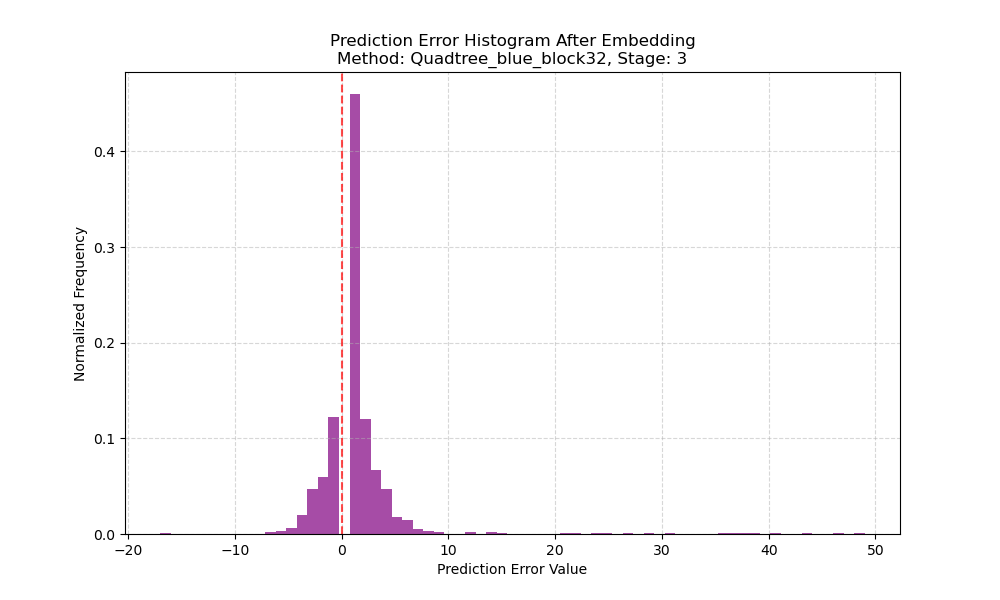 Prediction Error Histogram After Embedding
Method: Quadtree_blue_block32, Stage: 3
Normalized Frequency
0.4
0.3
0.2
0.1
0.0
−20 −10 0 10 20 30 40 50
Prediction Error Value